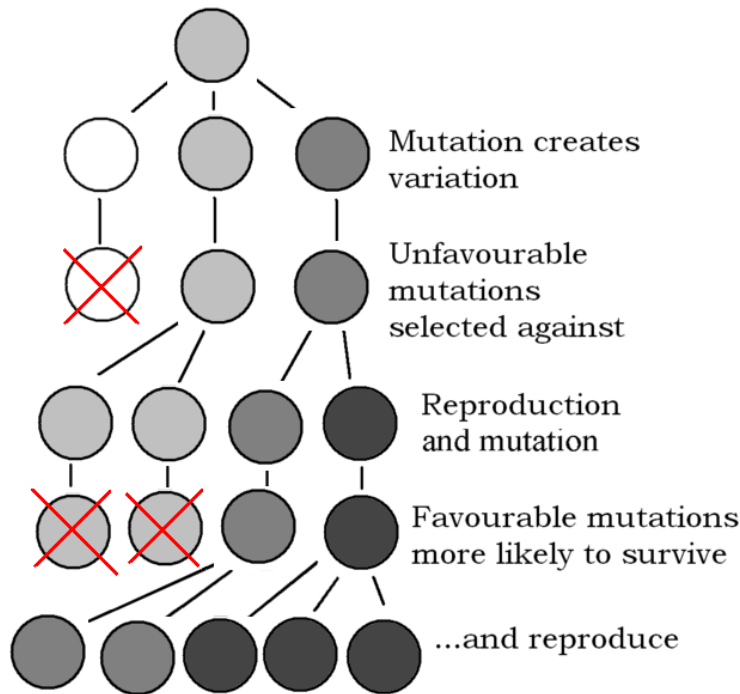 Mutation creates
variation
Unfavourable
mutations
selected against
Reproduction
and mutation
Favourable mutations
more likely to survive
...and reproduce